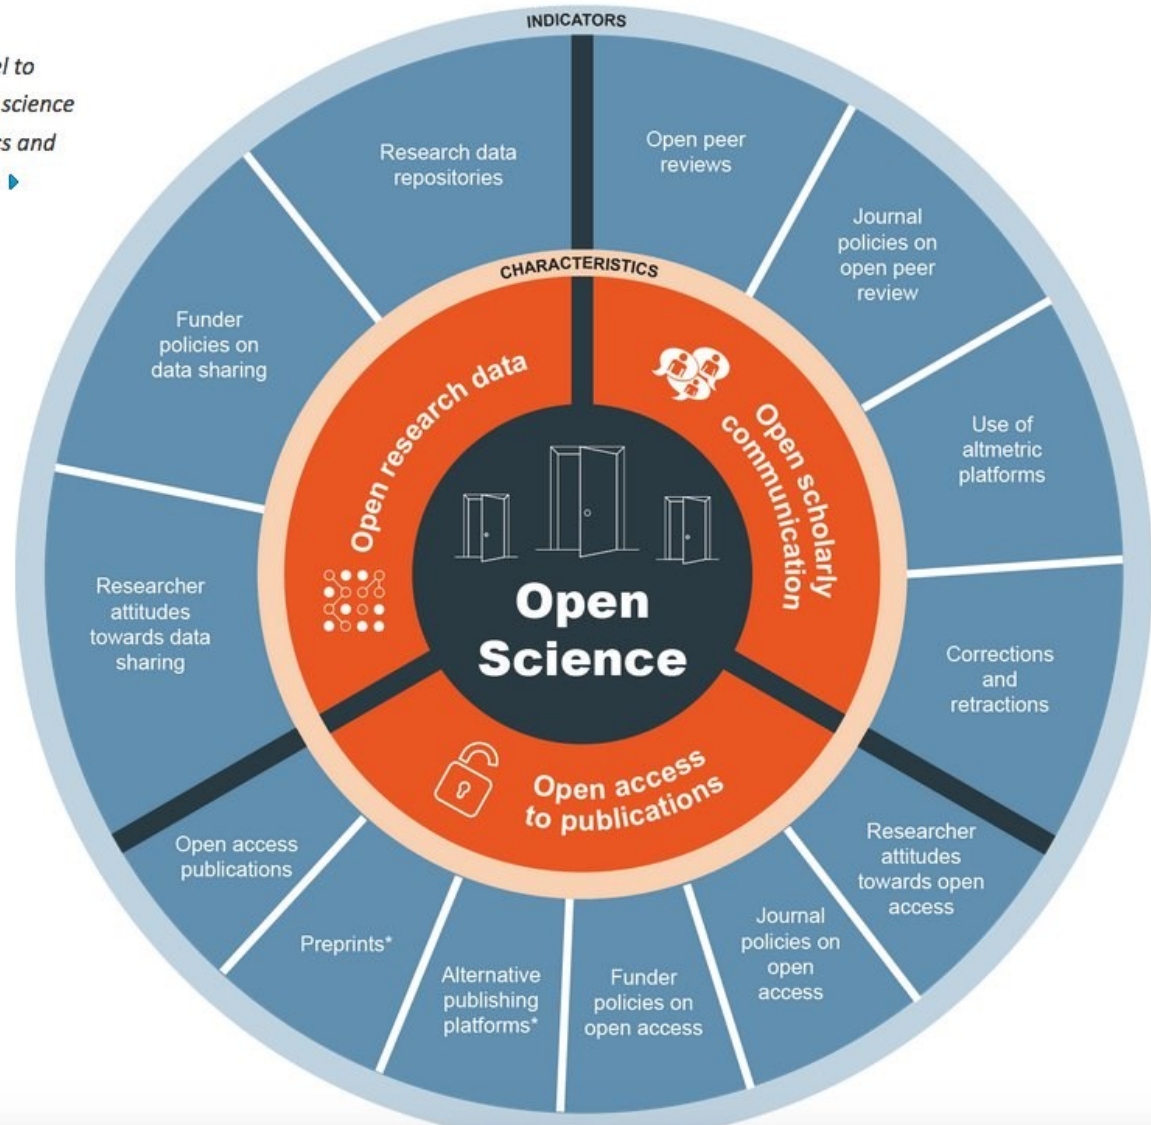 el to
science
cs and
INDICATORS
Research data
repositories
Open peer
reviews
Journal
policies on
open peer
review
Use of
altmetric
platforms
Corrections
and
retractions
Researcher
attitudes
towards open
access
Journal
policies on
open
access
Funder
policies on
open access
Alternative
publishing
platforms*
Preprints*
Open access
publications
Researcher
attitudes
towards data
sharing
Funder
policies on
data sharing
CHARACTERISTICS
Open research data
Open scholarly
communication
Open access
to publications
Open
Science